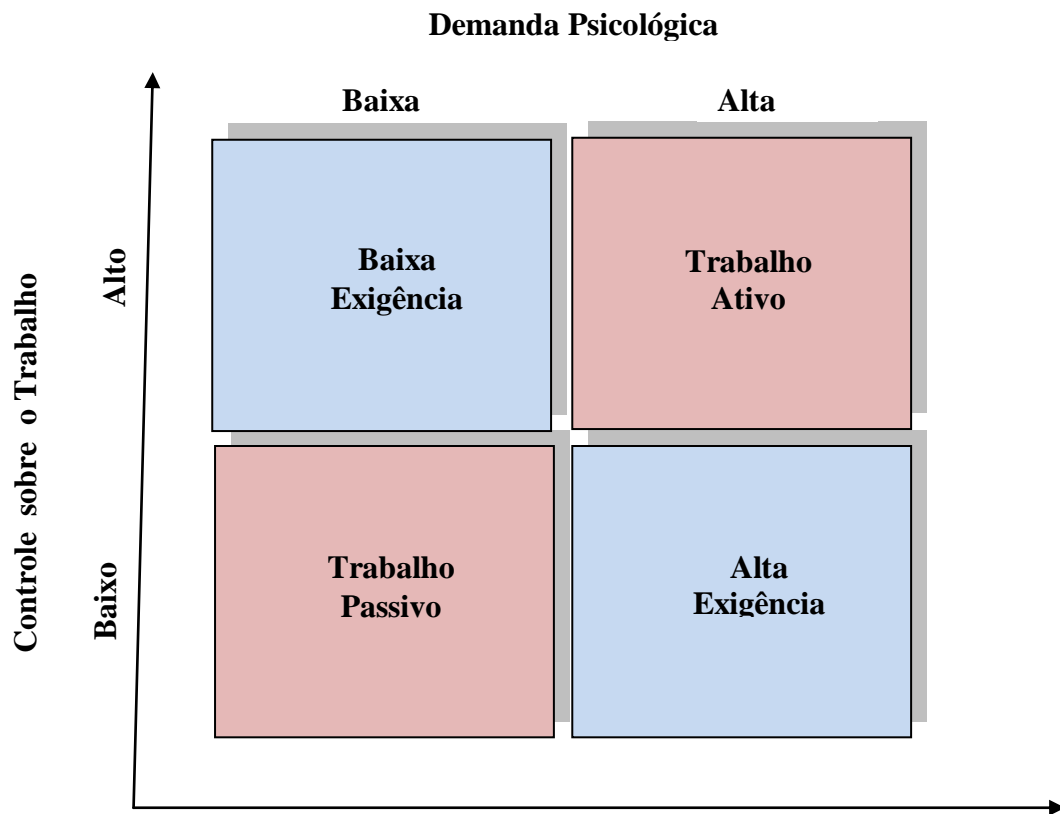 Demanda Psicológica
Baixa
Alta
Controle sobre o Trabalho
Alto
Baixa
Exigência
Trabalho
Ativo
Baixo
Trabalho
Passivo
Alta
Exigência